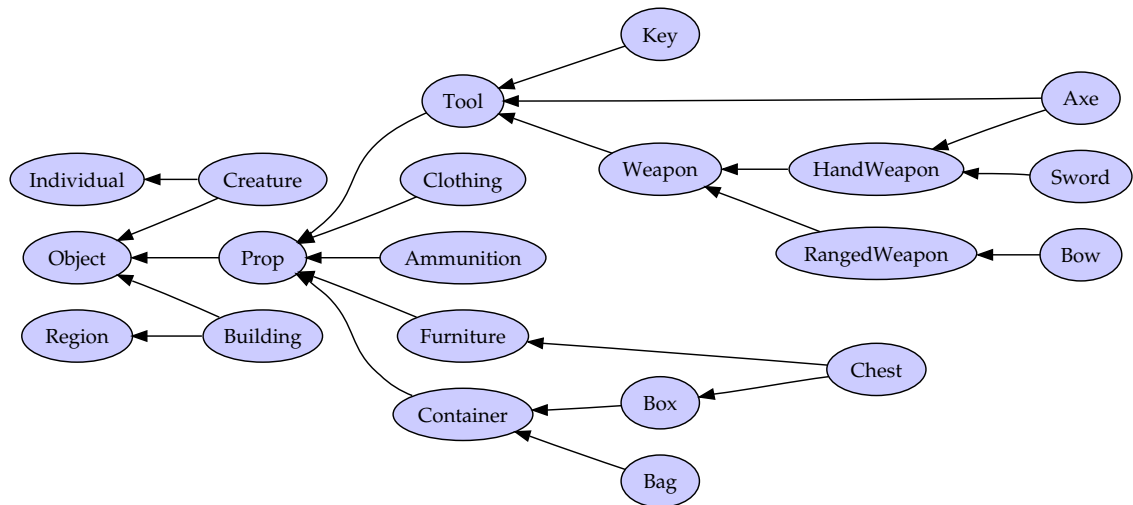 Key
Tool
Axe
Individual
Creature
Clothing
Weapon
HandWeapon
Sword
Object
Prop
Ammunition
RangedWeapon
Bow
Region
Building
Furniture
Chest
Container
Box
Bag